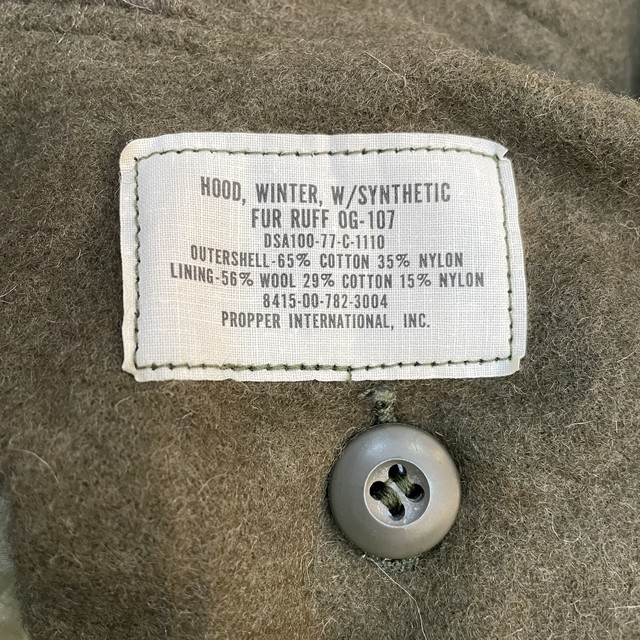 HOOD, WINTER, W/SYNTHETIC
FUR RUFF OG-107
DSA100-77-C-1110
OUTERSHELL-65% COTTON 35% NYLON
LINING-56% WOOL 29% COTTON 15% NYLON
8415-00-782-3004
PROPPER INTERNATIONAL, INC.